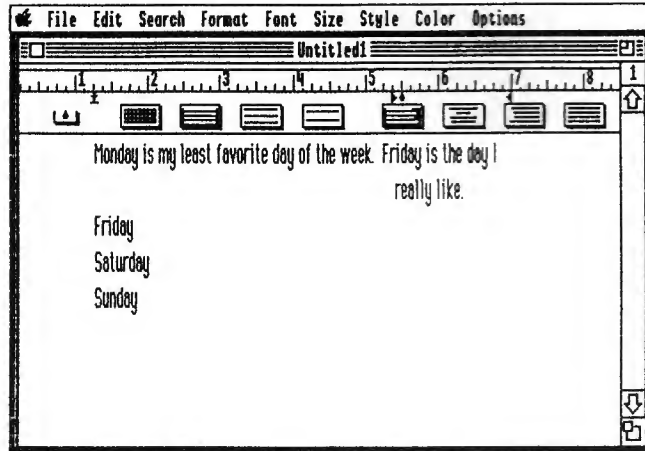 File Edit Search Format Font Size Style Color Options
Untitled1
1 2 3 4 5 6 7 8 1
Monday is my least favorite day of the week. Friday is the day I
really like.
Friday
Saturday
Sunday